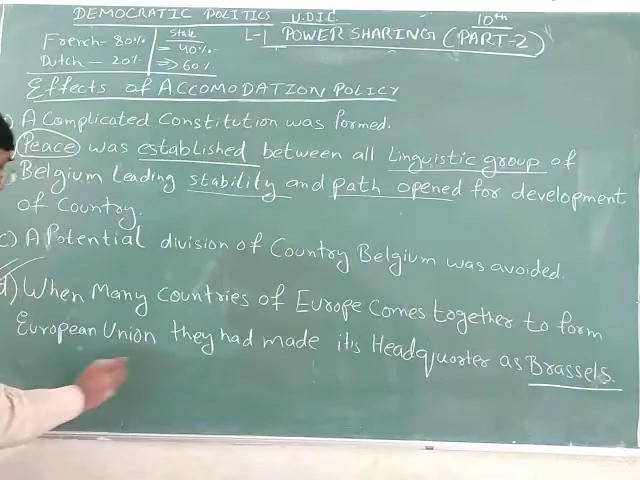 DEMOCRATIC POLITICS U.D.I.C. 10th
L-1 POWER SHARING (PART-2)
French - 80% State = 40%
Dutch - 20% => 60%
Effects of ACCOMODATION POLICY
) A Complicated Constitution was formed.
Peace was established between all Linguistic group of
Belgium Leading stability and path opened for development
of Country.
c) A Potential division of Country Belgium was avoided.
d) When Many Countries of Europe Comes together to form
European Union they had made its Headquarter as Brassels.